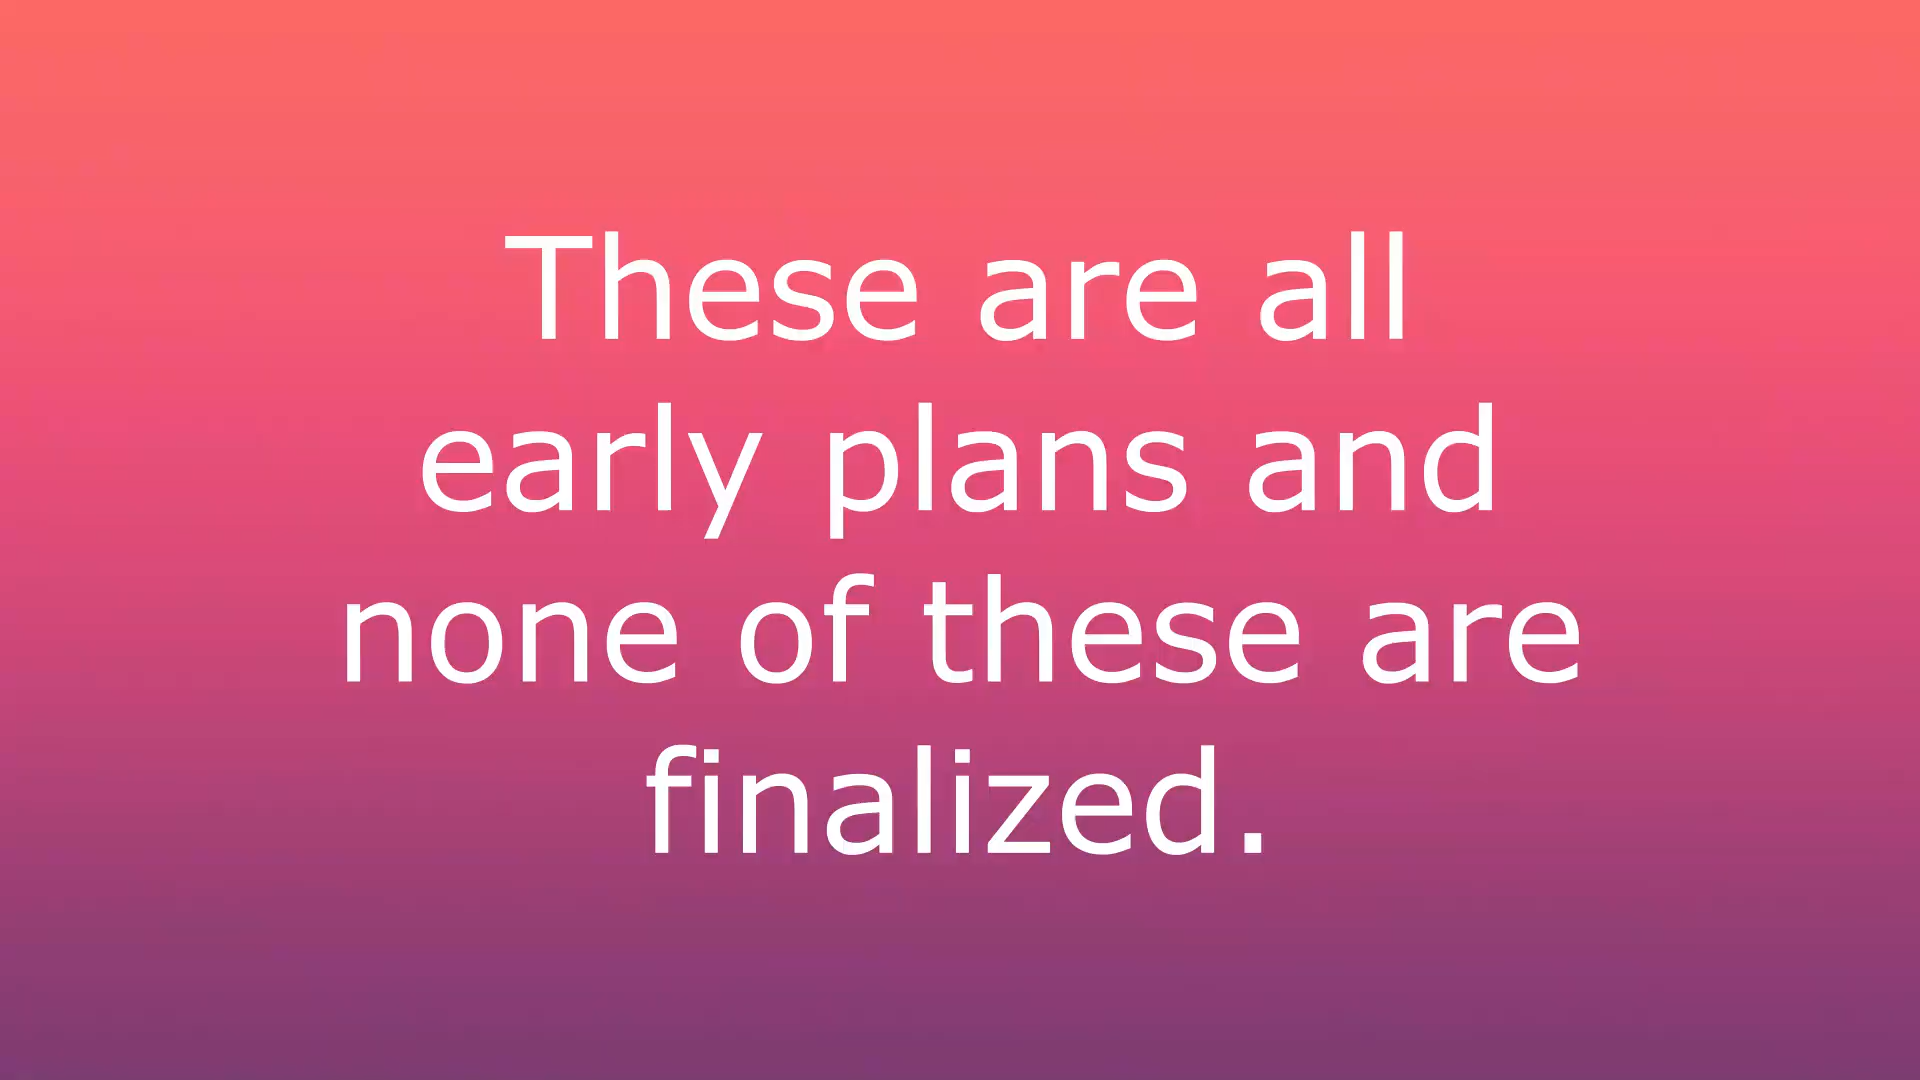 These are all
early plans and
none of these are
finalized.